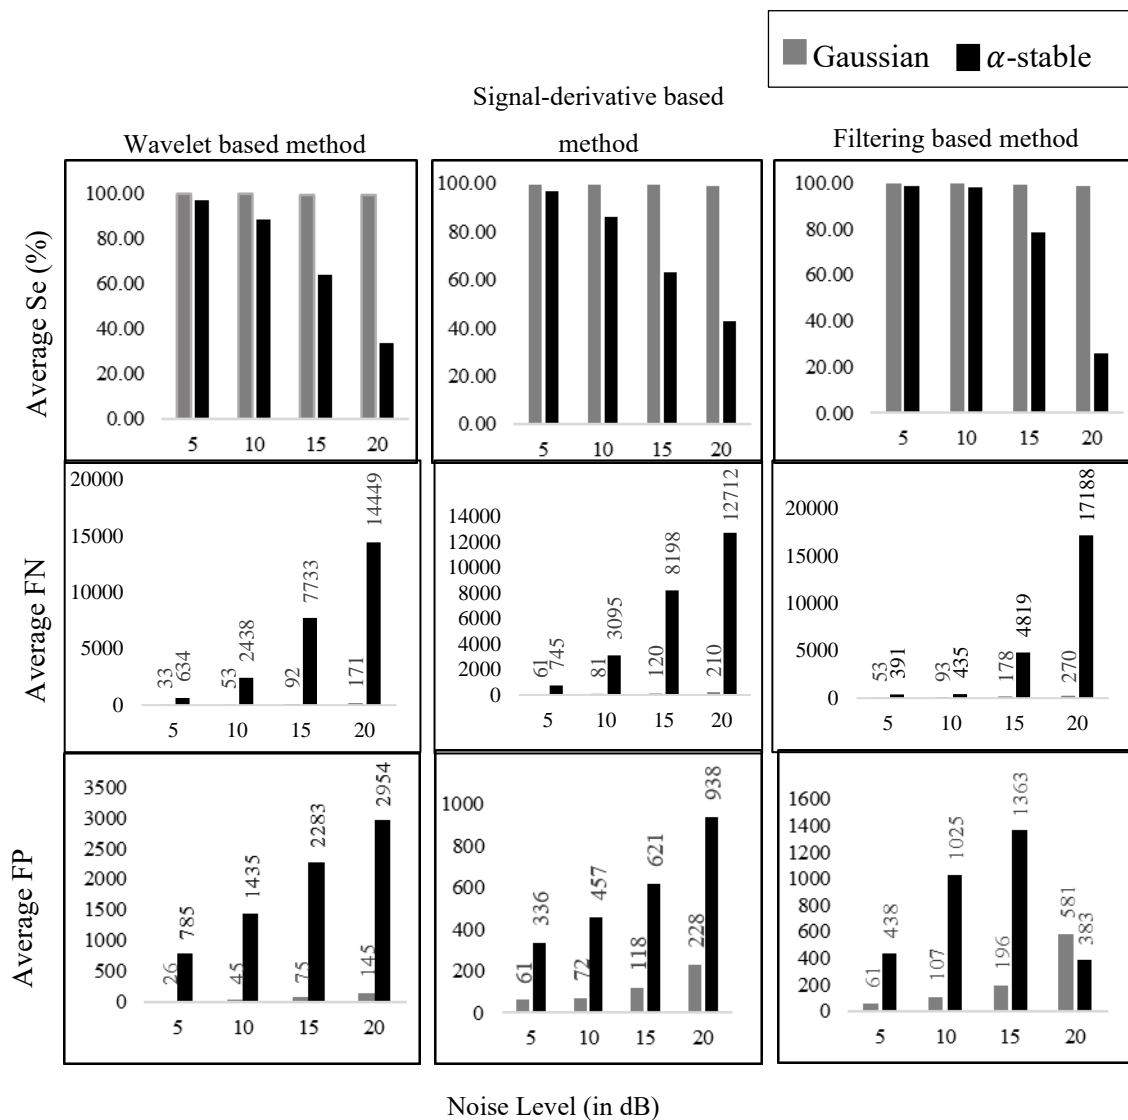 Gaussian α-stable
Signal-derivative based
method
Wavelet based method
Filtering based method
Average Se (%)
100.00
80.00
60.00
40.00
20.00
0.00
5 10 15 20
100.00
80.00
60.00
40.00
20.00
0.00
5 10 15 20
100.00
80.00
60.00
40.00
20.00
0.00
5 10 15 20
Average FN
20000
15000
10000
5000
0
33 634 53 2438 92 7733 171 14449
5 10 15 20
14000
12000
10000
8000
6000
4000
2000
0
61 745 81 3095 120 8198 210 12712
5 10 15 20
20000
15000
10000
5000
0
53 391 93 435 178 4819 270 17188
5 10 15 20
Average FP
3500
3000
2500
2000
1500
1000
500
0
26 785 45 1435 75 2283 145 2954
5 10 15 20
1000
800
600
400
200
0
61 336 72 457 118 621 228 938
5 10 15 20
1600
1400
1200
1000
800
600
400
200
0
61 438 107 1025 196 1363 581 383
5 10 15 20
Noise Level (in dB)